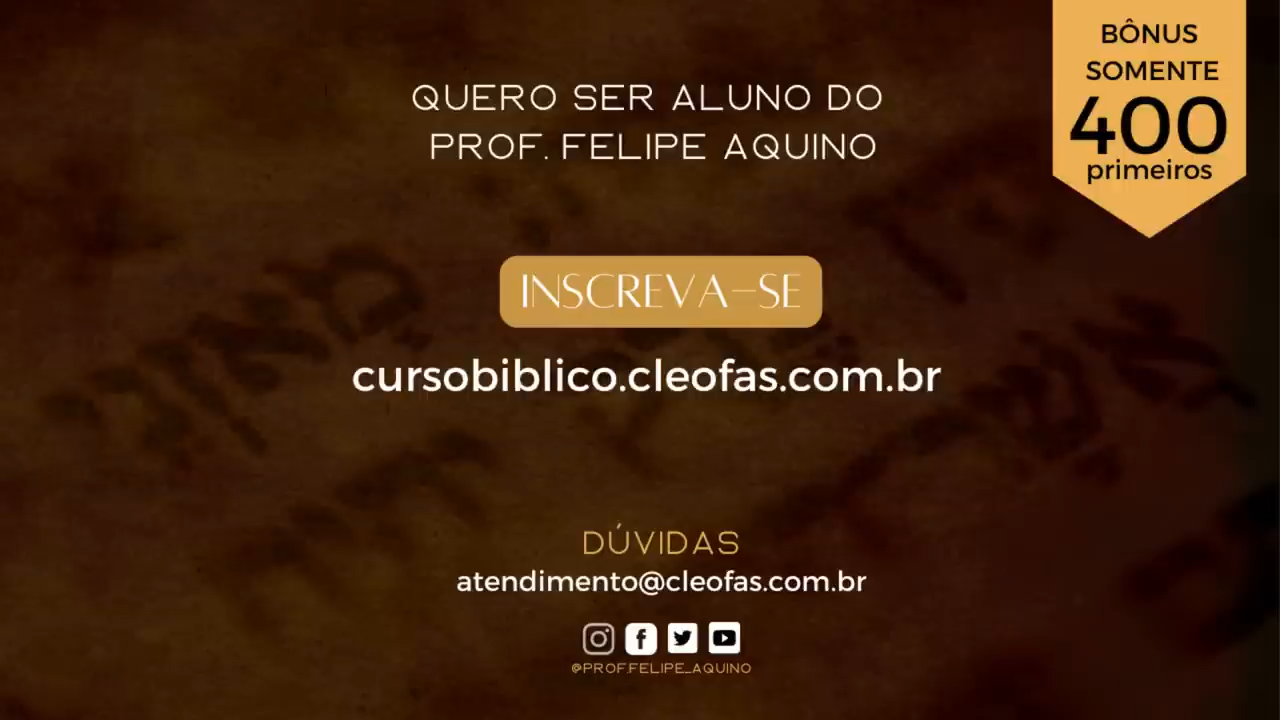 BÔNUS
SOMENTE
400
primeiros
QUERO SER ALUNO DO
PROF. FELIPE AQUINO
INSCREVA-SE
cursobiblico.cleofas.com.br
DÚVIDAS
atendimento@cleofas.com.br
@PROF.FELIPE_AQUINO